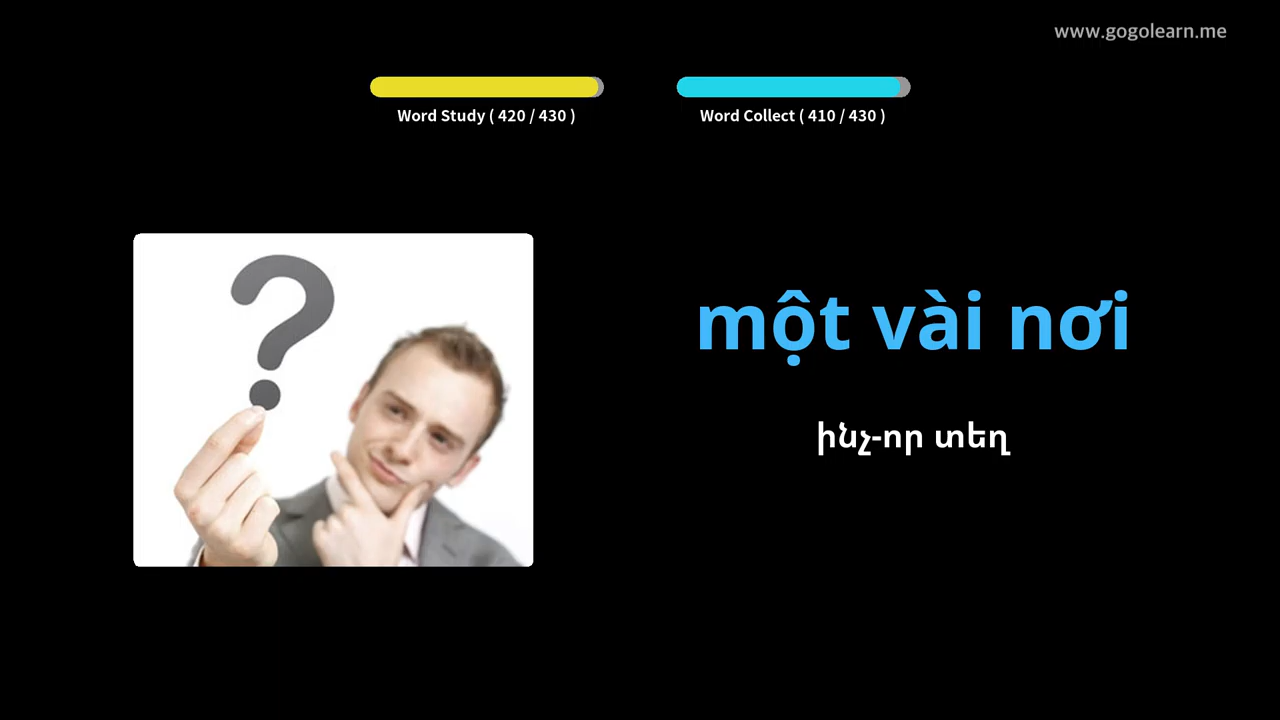 www.gogolearn.me
Word Study ( 420 / 430 )
Word Collect ( 410 / 430 )
một vài nơi
ինչ-որ տեղ